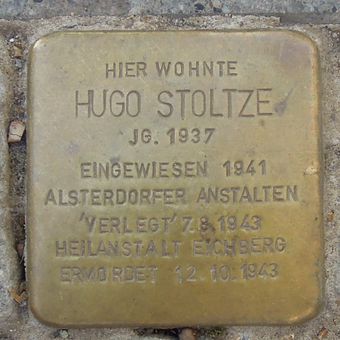 HIER WOHNTE
HUGO STOLTZE
JG. 1937
EINGEWIESEN 1941
ALSTERDORFER ANSTALTEN
'VERLEGT' 7.8.1943
HEILANSTALT EICHBERG
ERMORDET 12.10.1943